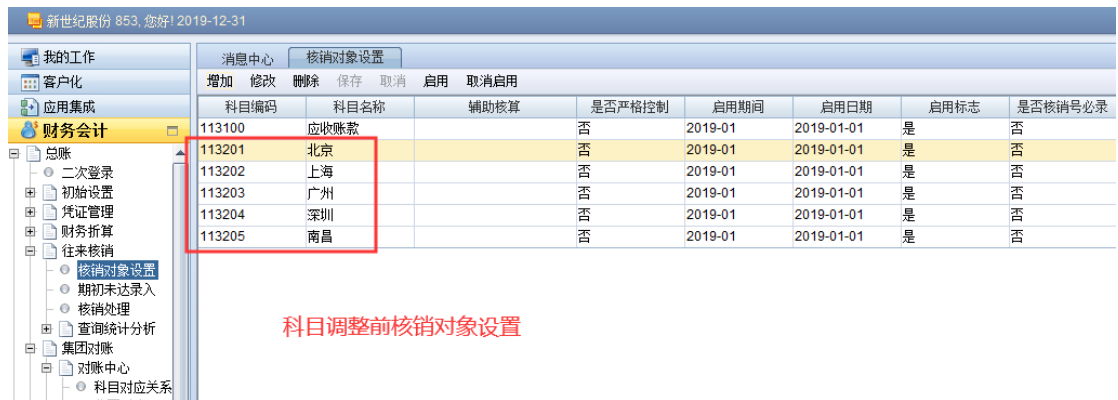 新世纪股份 853, 您好! 2019-12-31
我的工作
客户化
应用集成
财务会计
总账
二次登录
初始设置
凭证管理
财务折算
往来核销
核销对象设置
期初未达录入
核销处理
查询统计分析
集团对账
对账中心
科目对应关系
消息中心 核销对象设置
增加 修改 删除 保存 取消 启用 取消启用
科目编码 科目名称 辅助核算 是否严格控制 启用期间 启用日期 启用标志 是否核销号必录
113100 应收账款 否 2019-01 2019-01-01 是 否
113201 北京 否 2019-01 2019-01-01 是 否
113202 上海 否 2019-01 2019-01-01 是 否
113203 广州 否 2019-01 2019-01-01 是 否
113204 深圳 否 2019-01 2019-01-01 是 否
113205 南昌 否 2019-01 2019-01-01 是 否
科目调整前核销对象设置